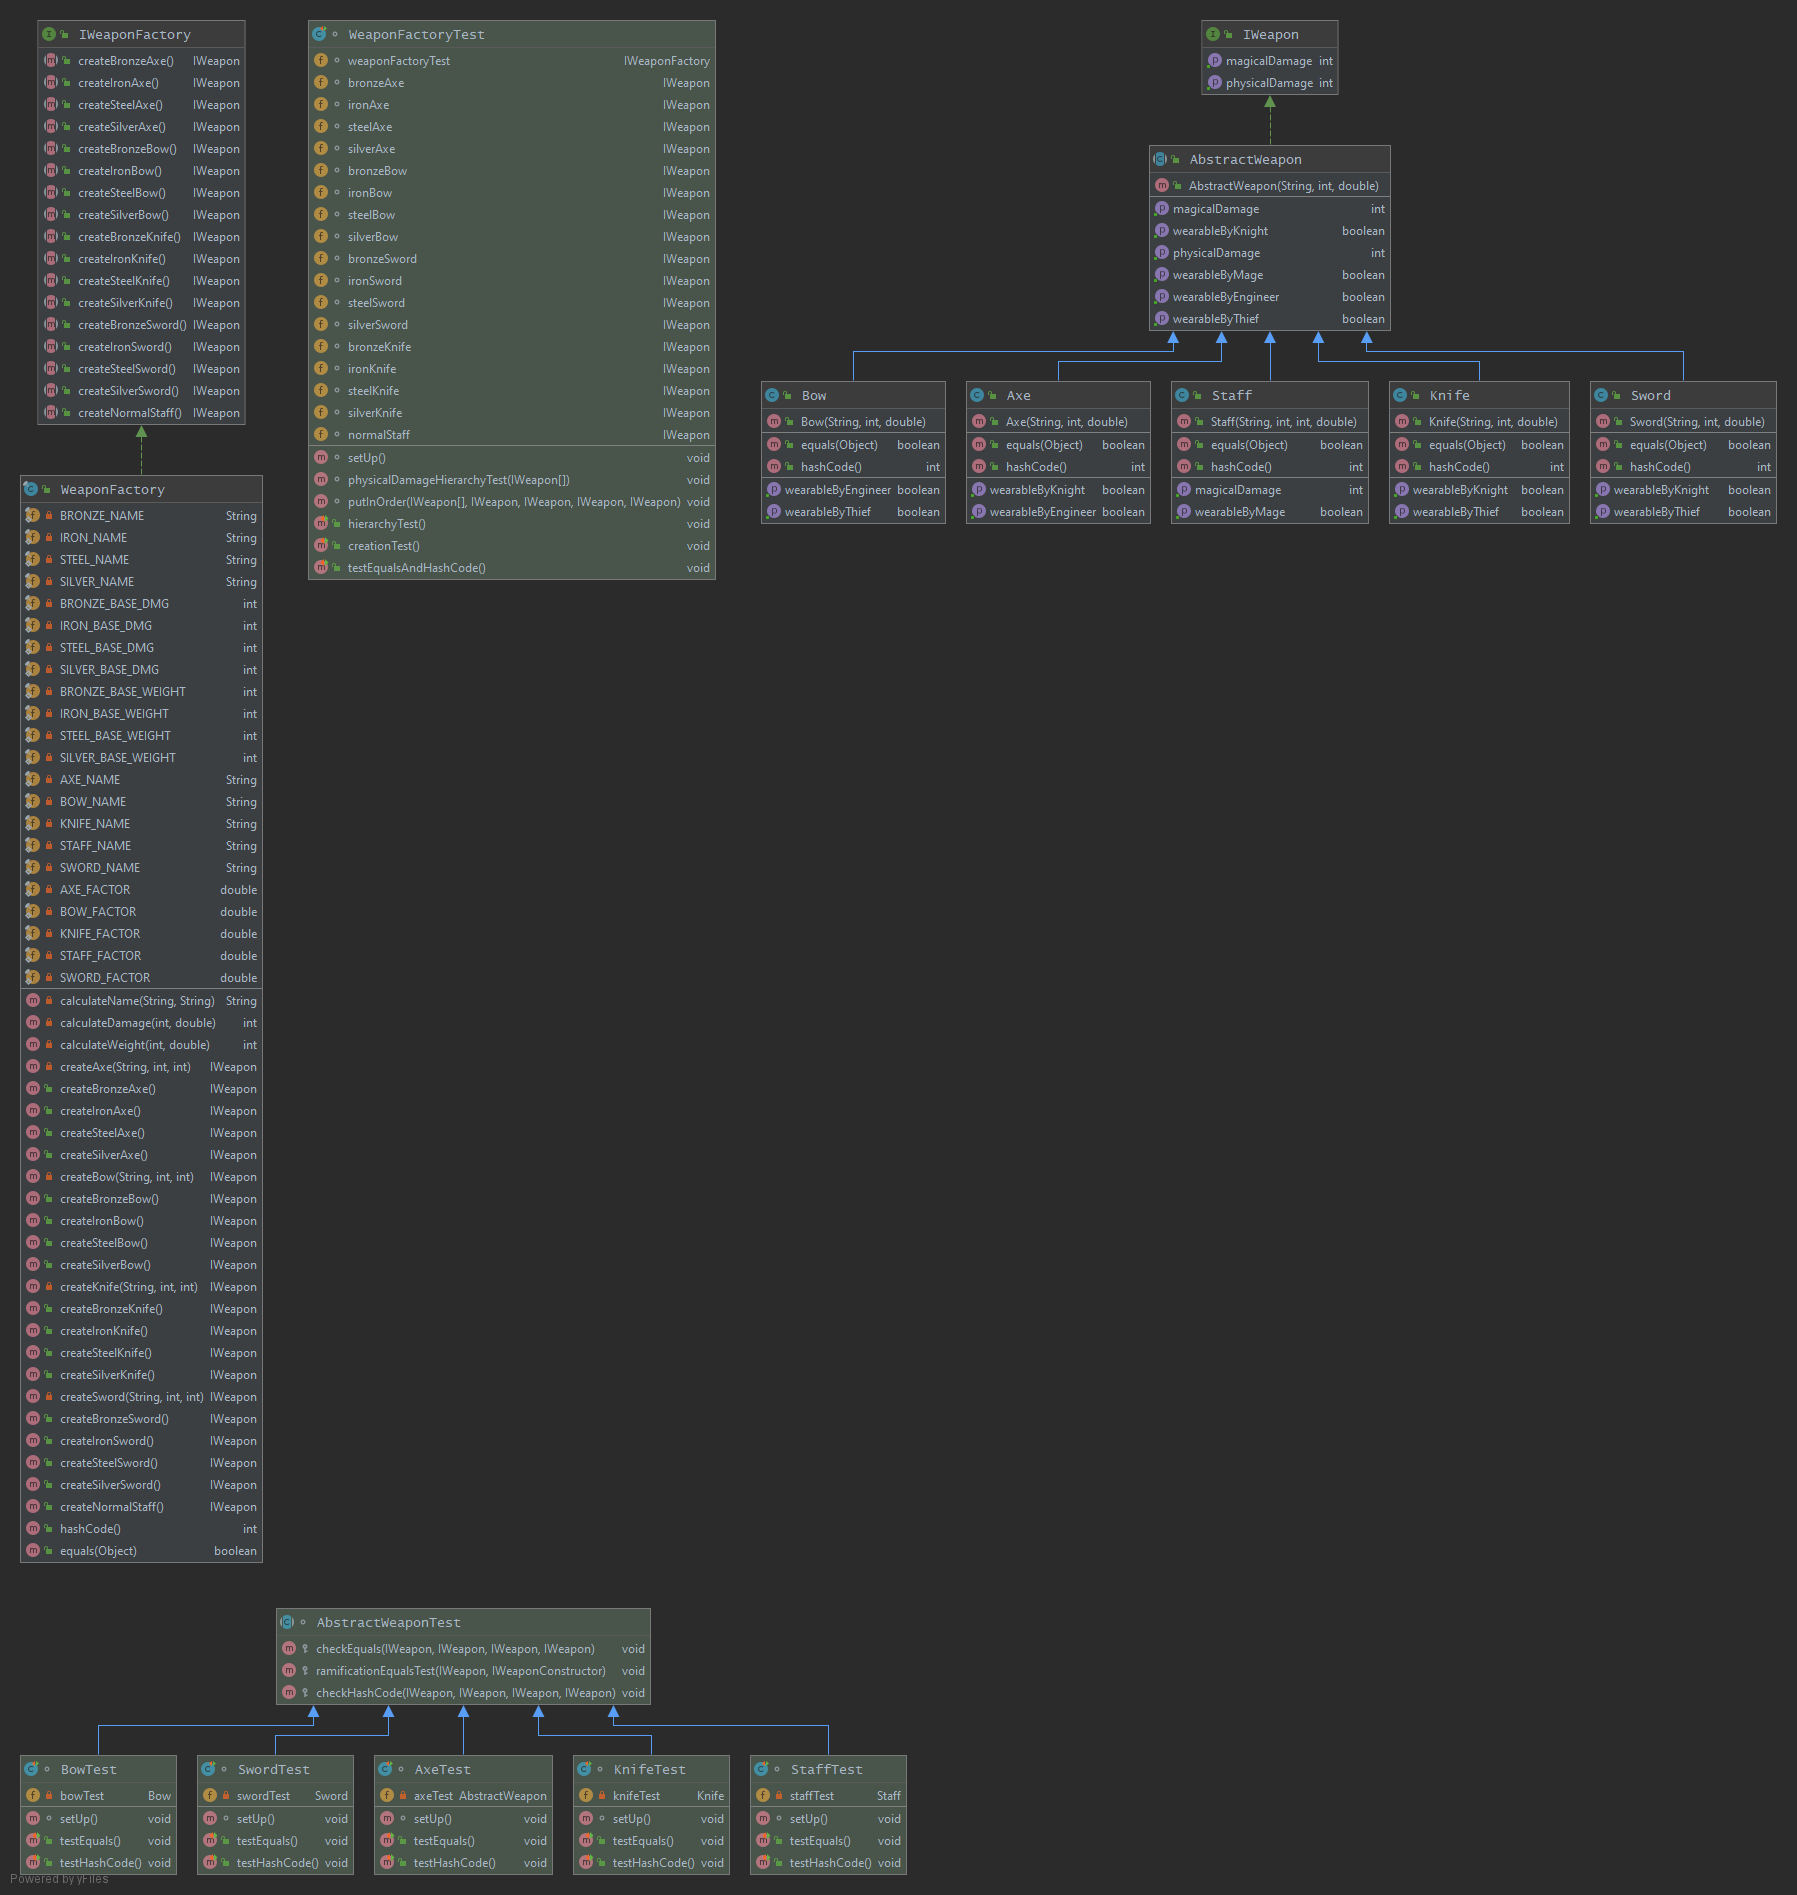 IWeaponFactory
createBronzeAxe() IWeapon
createIronAxe() IWeapon
createSteelAxe() IWeapon
createSilverAxe() IWeapon
createBronzeBow() IWeapon
createIronBow() IWeapon
createSteelBow() IWeapon
createSilverBow() IWeapon
createBronzeKnife() IWeapon
createIronKnife() IWeapon
createSteelKnife() IWeapon
createSilverKnife() IWeapon
createBronzeSword() IWeapon
createIronSword() IWeapon
createSteelSword() IWeapon
createSilverSword() IWeapon
createNormalStaff() IWeapon
WeaponFactory
BRONZE_NAME String
IRON_NAME String
STEEL_NAME String
SILVER_NAME String
BRONZE_BASE_DMG int
IRON_BASE_DMG int
STEEL_BASE_DMG int
SILVER_BASE_DMG int
BRONZE_BASE_WEIGHT int
IRON_BASE_WEIGHT int
STEEL_BASE_WEIGHT int
SILVER_BASE_WEIGHT int
AXE_NAME String
BOW_NAME String
KNIFE_NAME String
STAFF_NAME String
SWORD_NAME String
AXE_FACTOR double
BOW_FACTOR double
KNIFE_FACTOR double
STAFF_FACTOR double
SWORD_FACTOR double
calculateName(String, String) String
calculateDamage(int, double) int
calculateWeight(int, double) int
createAxe(String, int, int) IWeapon
createBronzeAxe() IWeapon
createIronAxe() IWeapon
createSteelAxe() IWeapon
createSilverAxe() IWeapon
createBow(String, int, int) IWeapon
createBronzeBow() IWeapon
createIronBow() IWeapon
createSteelBow() IWeapon
createSilverBow() IWeapon
createKnife(String, int, int) IWeapon
createBronzeKnife() IWeapon
createIronKnife() IWeapon
createSteelKnife() IWeapon
createSilverKnife() IWeapon
createSword(String, int, int) IWeapon
createBronzeSword() IWeapon
createIronSword() IWeapon
createSteelSword() IWeapon
createSilverSword() IWeapon
createNormalStaff() IWeapon
hashCode() int
equals(Object) boolean
WeaponFactoryTest
weaponFactoryTest IWeaponFactory
bronzeAxe IWeapon
ironAxe IWeapon
steelAxe IWeapon
silverAxe IWeapon
bronzeBow IWeapon
ironBow IWeapon
steelBow IWeapon
silverBow IWeapon
bronzeSword IWeapon
ironSword IWeapon
steelSword IWeapon
silverSword IWeapon
bronzeKnife IWeapon
ironKnife IWeapon
steelKnife IWeapon
silverKnife IWeapon
normalStaff IWeapon
setUp() void
physicalDamageHierarchyTest(IWeapon[]) void
putInOrder(IWeapon[], IWeapon, IWeapon, IWeapon, IWeapon) void
hierarchyTest() void
creationTest() void
testEqualsAndHashCode() void
IWeapon
magicalDamage int
physicalDamage int
AbstractWeapon
AbstractWeapon(String, int, double)
magicalDamage int
wearableByKnight boolean
physicalDamage int
wearableByMage boolean
wearableByEngineer boolean
wearableByThief boolean
Bow
Bow(String, int, double)
equals(Object) boolean
hashCode() int
wearableByEngineer boolean
wearableByThief boolean
Axe
Axe(String, int, double)
equals(Object) boolean
hashCode() int
wearableByKnight boolean
wearableByEngineer boolean
Staff
Staff(String, int, int, double)
equals(Object) boolean
hashCode() int
magicalDamage int
wearableByMage boolean
Knife
Knife(String, int, double)
equals(Object) boolean
hashCode() int
wearableByKnight boolean
wearableByThief boolean
Sword
Sword(String, int, double)
equals(Object) boolean
hashCode() int
wearableByKnight boolean
wearableByThief boolean
AbstractWeaponTest
checkEquals(IWeapon, IWeapon, IWeapon, IWeapon) void
ramificationEqualsTest(IWeapon, IWeaponConstructor) void
checkHashCode(IWeapon, IWeapon, IWeapon, IWeapon) void
BowTest
bowTest Bow
setUp() void
testEquals() void
testHashCode() void
SwordTest
swordTest Sword
setUp() void
testEquals() void
testHashCode() void
AxeTest
axeTest AbstractWeapon
setUp() void
testEquals() void
testHashCode() void
KnifeTest
knifeTest Knife
setUp() void
testEquals() void
testHashCode() void
StaffTest
staffTest Staff
setUp() void
testEquals() void
testHashCode() void
Powered by yFiles